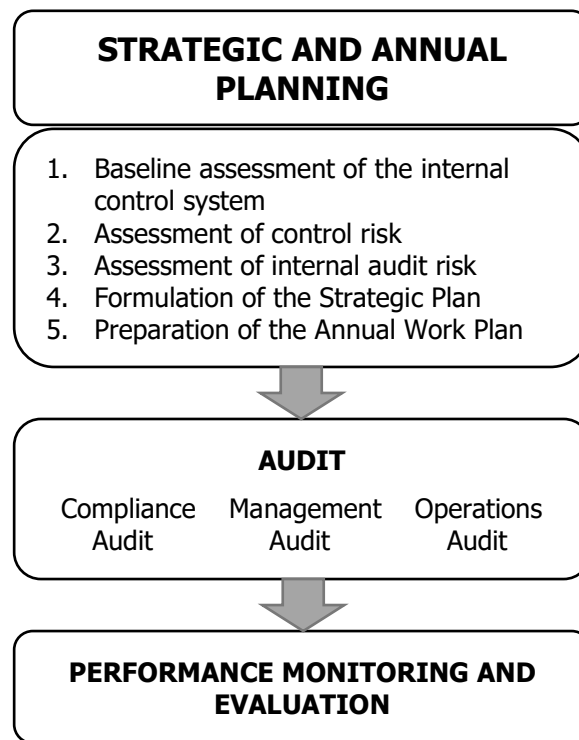 STRATEGIC AND ANNUAL
PLANNING
1. Baseline assessment of the internal
control system
2. Assessment of control risk
3. Assessment of internal audit risk
4. Formulation of the Strategic Plan
5. Preparation of the Annual Work Plan
AUDIT
Compliance Management Operations
Audit Audit Audit
PERFORMANCE MONITORING AND
EVALUATION